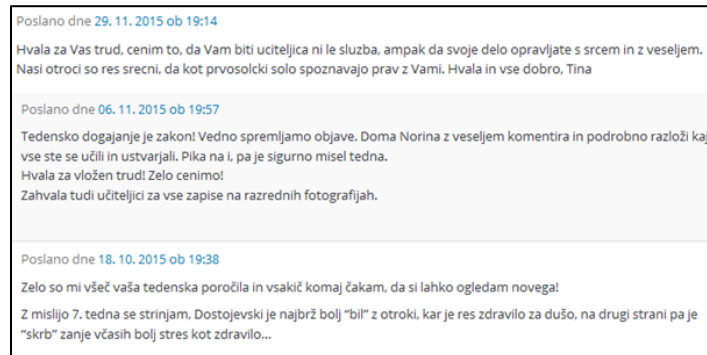 Poslano dne 29. 11. 2015 ob 19:14
Hvala za Vas trud, cenim to, da Vam biti uciteljica ni le sluzba, ampak da svoje delo opravljate s srcem in z veseljem.
Nasi otroci so res srecni, da kot prvosolcki solo spoznavajo prav z Vami. Hvala in vse dobro, Tina
Poslano dne 06. 11. 2015 ob 19:57
Tedensko dogajanje je zakon! Vedno spremljamo objave. Doma Norina z veseljem komentira in podrobno razloži kaj
vse ste se učili in ustvarjali. Pika na i, pa je sigurno misel tedna.
Hvala za vložen trud! Zelo cenimo!
Zahvala tudi učiteljici za vse zapise na razrednih fotografijah.
Poslano dne 18. 10. 2015 ob 19:38
Zelo so mi všeč vaša tedenska poročila in vsakič komaj čakam, da si lahko ogledam novega!
Z mislijo 7. tedna se strinjam, Dostojevski je najbrž bolj “bil” z otroki, kar je res zdravilo za dušo, na drugi strani pa je
“skrb” zanje včasih bolj stres kot zdravilo...